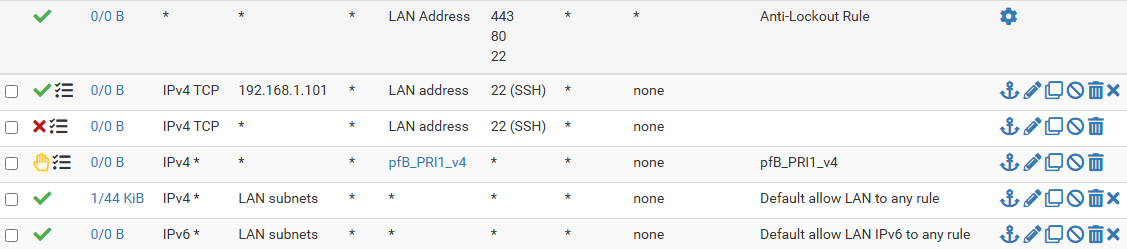 0/0 B * * * LAN Address 443 * * Anti-Lockout Rule
80
22
0/0 B IPv4 TCP 192.168.1.101 * LAN address 22 (SSH) * none
0/0 B IPv4 TCP * * LAN address 22 (SSH) * none
0/0 B IPv4 * * * pfB_PRI1_v4 * * none pfB_PRI1_v4
1/44 KiB IPv4 * LAN subnets * * * * none Default allow LAN to any rule
0/0 B IPv6 * LAN subnets * * * * none Default allow LAN IPv6 to any rule